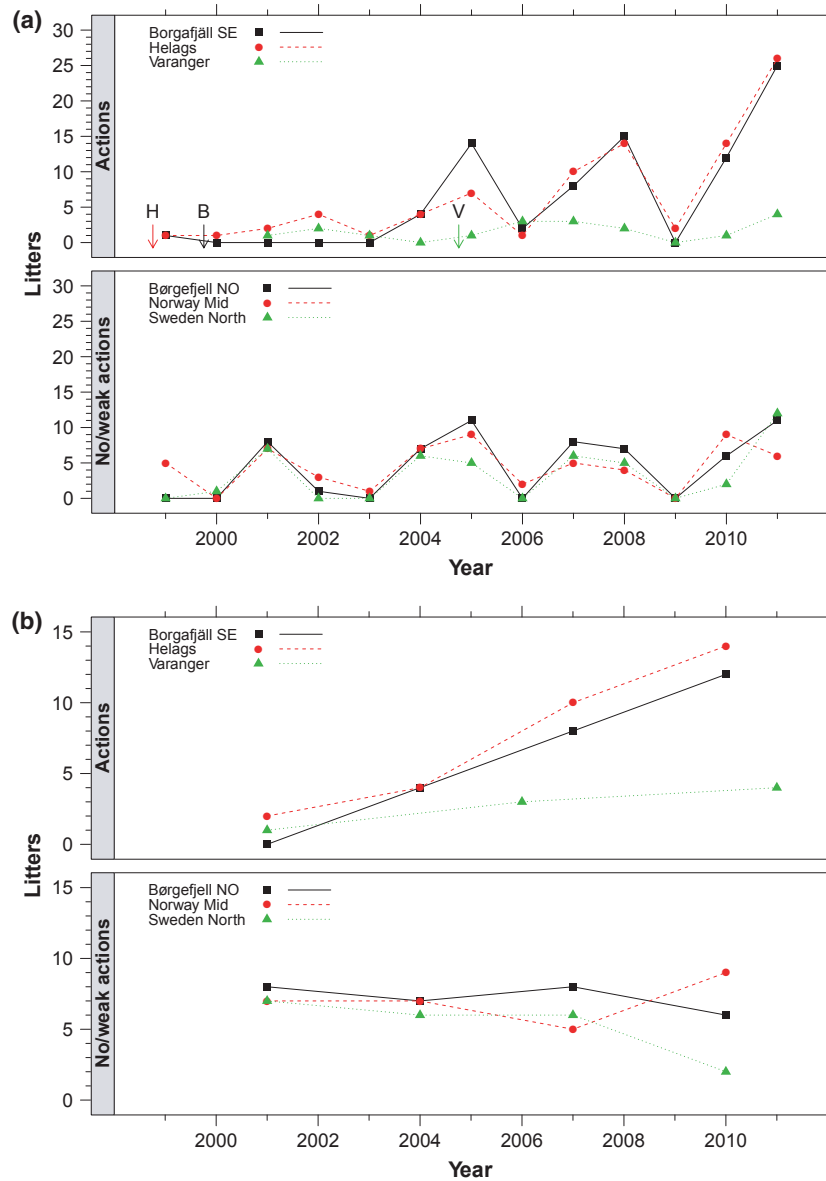 (a)
30
25
20
15
10
5
0
Actions
Borgafjäll SE
Helags
Varanger
H
B
V
Litters
30
25
20
15
10
5
0
No/weak actions
Børgefjell NO
Norway Mid
Sweden North
2000 2002 2004 2006 2008 2010
Year
(b)
15
10
5
0
Actions
Borgafjäll SE
Helags
Varanger
Litters
15
10
5
0
No/weak actions
Børgefjell NO
Norway Mid
Sweden North
2000 2002 2004 2006 2008 2010
Year